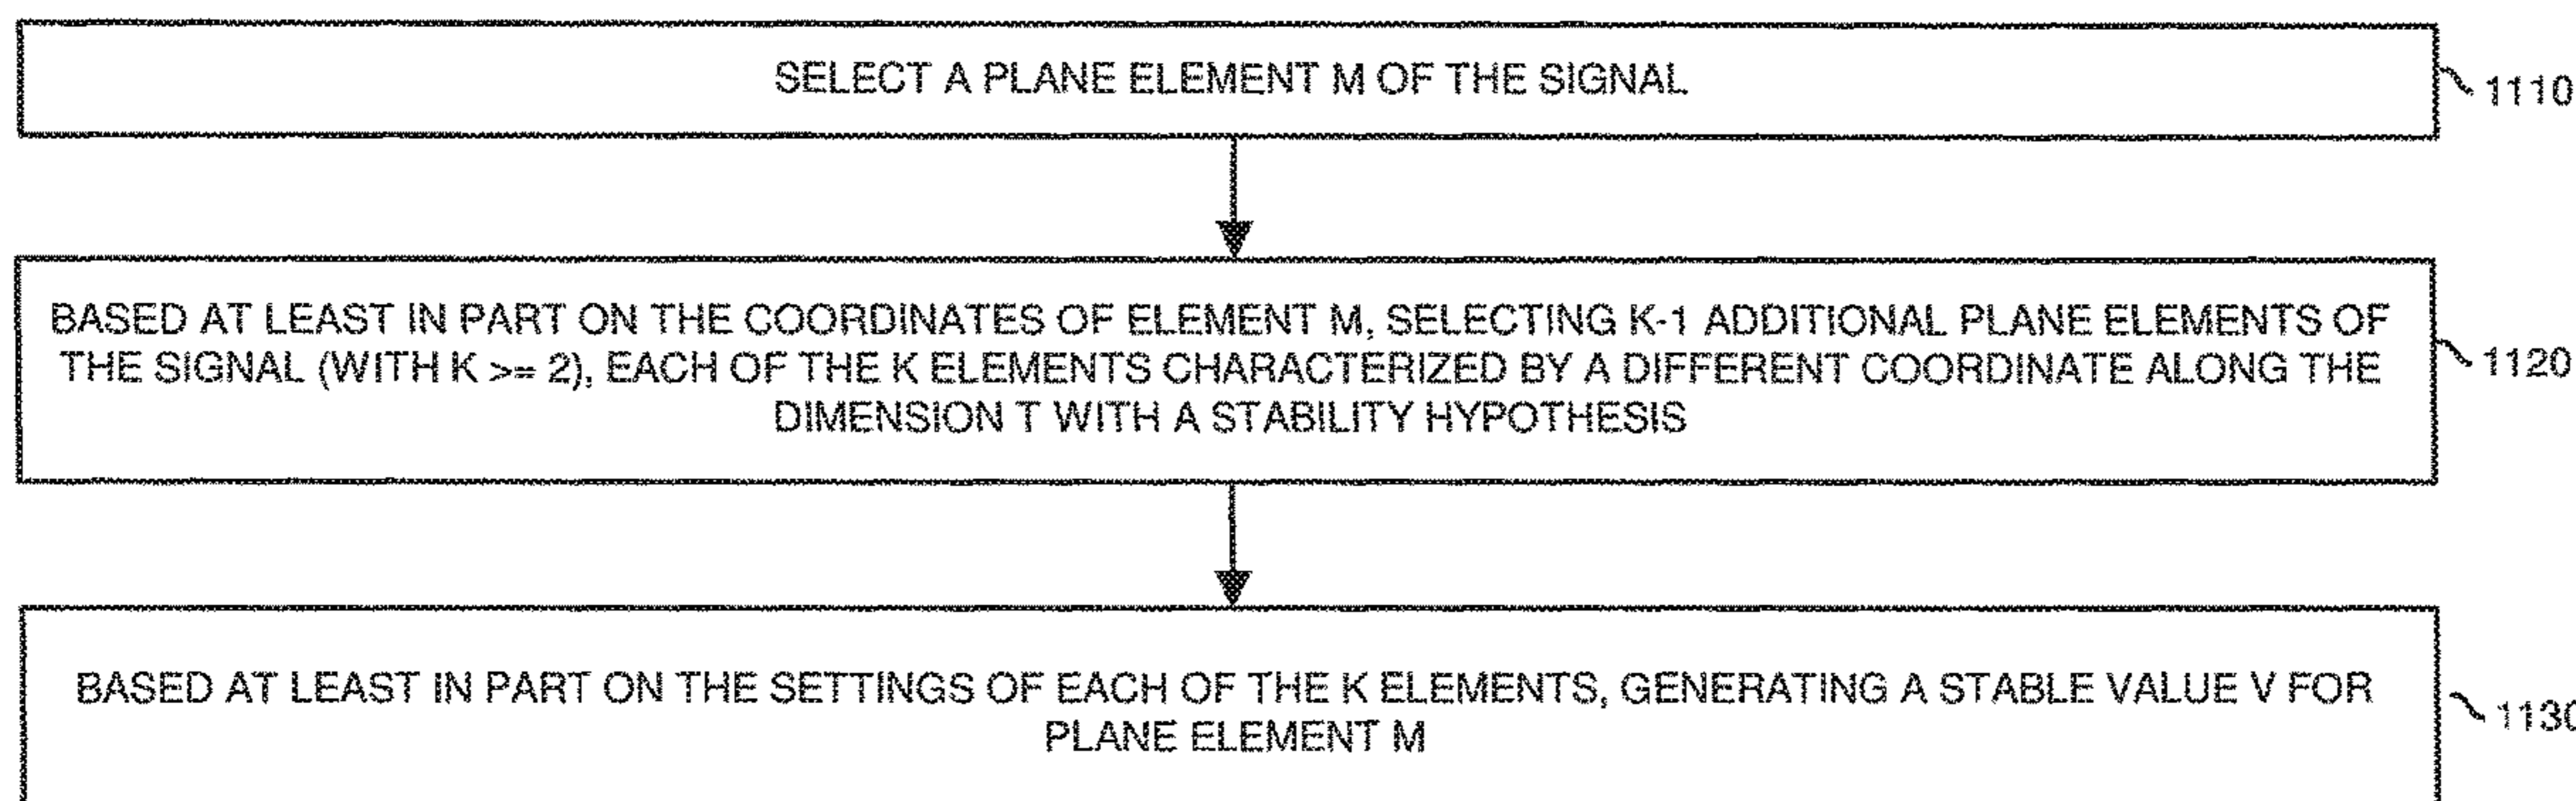 SELECT A PLANE ELEMENT M OF THE SIGNAL
1110
BASED AT LEAST IN PART ON THE COORDINATES OF ELEMENT M, SELECTING K-1 ADDITIONAL PLANE ELEMENTS OF
THE SIGNAL (WITH K >= 2), EACH OF THE K ELEMENTS CHARACTERIZED BY A DIFFERENT COORDINATE ALONG THE
DIMENSION T WITH A STABILITY HYPOTHESIS
1120
BASED AT LEAST IN PART ON THE SETTINGS OF EACH OF THE K ELEMENTS, GENERATING A STABLE VALUE V FOR
PLANE ELEMENT M
1130